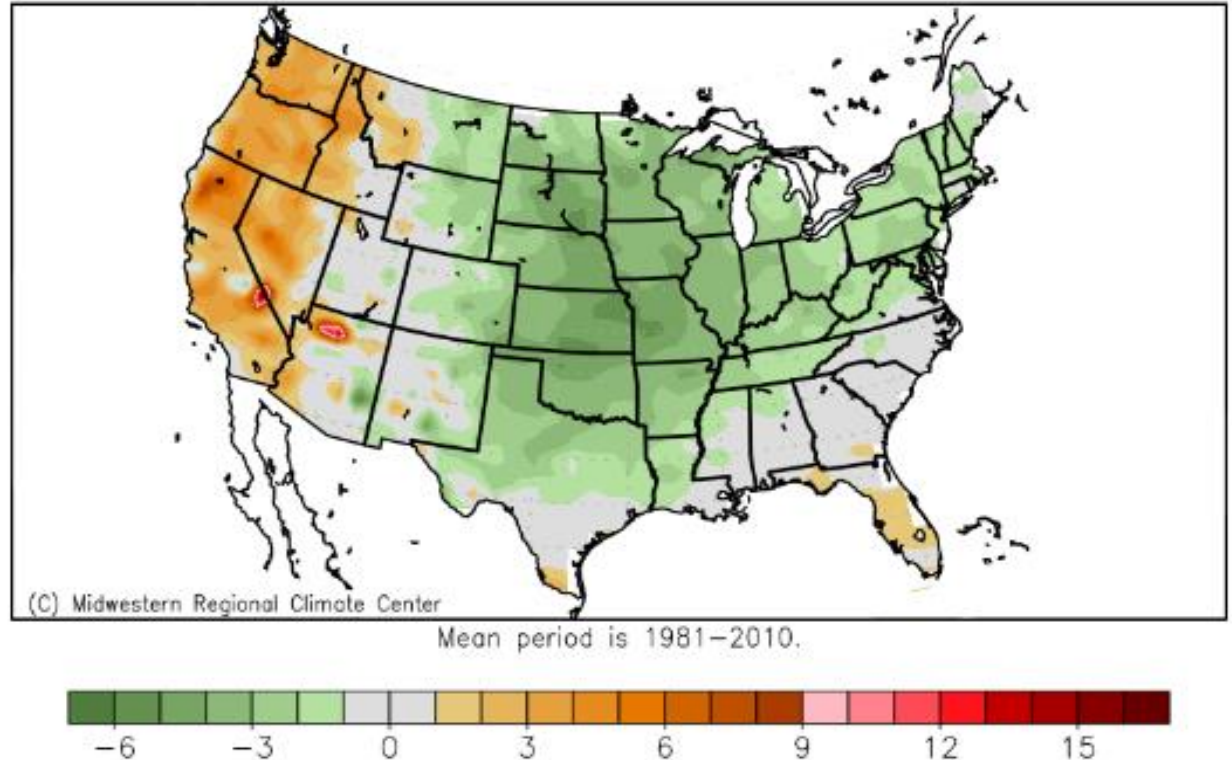 (C) Midwestern Regional Climate Center
Mean period is 1981-2010.
-6 -3 0 3 6 9 12 15